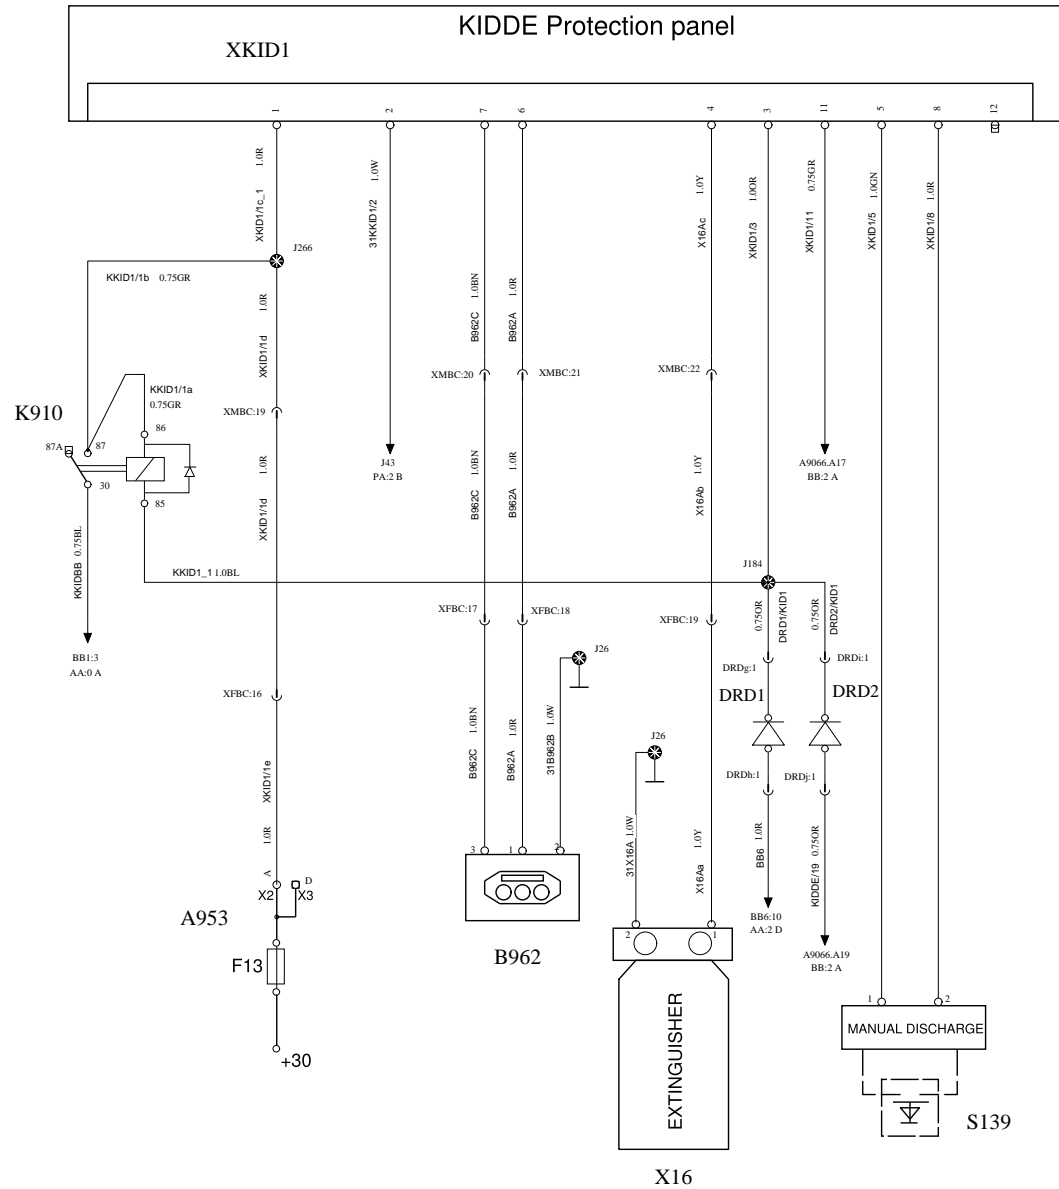 KIDDE Protection panel
XKID1
1
2
7
6
4
3
11
5
8
12
XKID1/1c_1 1.0R
31KKID1/2 1.0W
B962C 1.0BN
B962A 1.0R
X16Ac 1.0Y
XKID1/3 1.0OR
XKID1/11 0.75GR
XKID1/5 1.0GN
XKID1/8 1.0R
J266
KKID1/1b 0.75GR
XKID1/1d 1.0R
XMBC:19
XMBC:20
XMBC:21
XMBC:22
K910
KKID1/1a
0.75GR
86
87A
87
30
85
XKID1/1d 1.0R
J43
PA:2 B
B962C 1.0BN
B962A 1.0R
X16Ab 1.0Y
A9066.A17
BB:2 A
KKIDBB 0.75BL
KKID1_1 1.0BL
J184
BB1:3
AA:0 A
XFBC:17
XFBC:18
XFBC:19
0.75OR
DRD1/KID1
0.75OR
DRD2/KID1
J26
DRDg:1
DRDi:1
XFBC:16
DRD1
DRD2
B962C 1.0BN
B962A 1.0R
31B962B 1.0W
J26
DRDh:1
DRDj:1
XKID1/1e 1.0R
31X16A 1.0W
X16Aa 1.0Y
BB6 1.0R
KIDDE/19 0.75OR
3
1
2
A
D
X2
X3
A953
B962
BB6:10
AA:2 D
2
1
A9066.A19
BB:2 A
F13
EXTINGUISHER
1
2
MANUAL DISCHARGE
+30
S139
X16